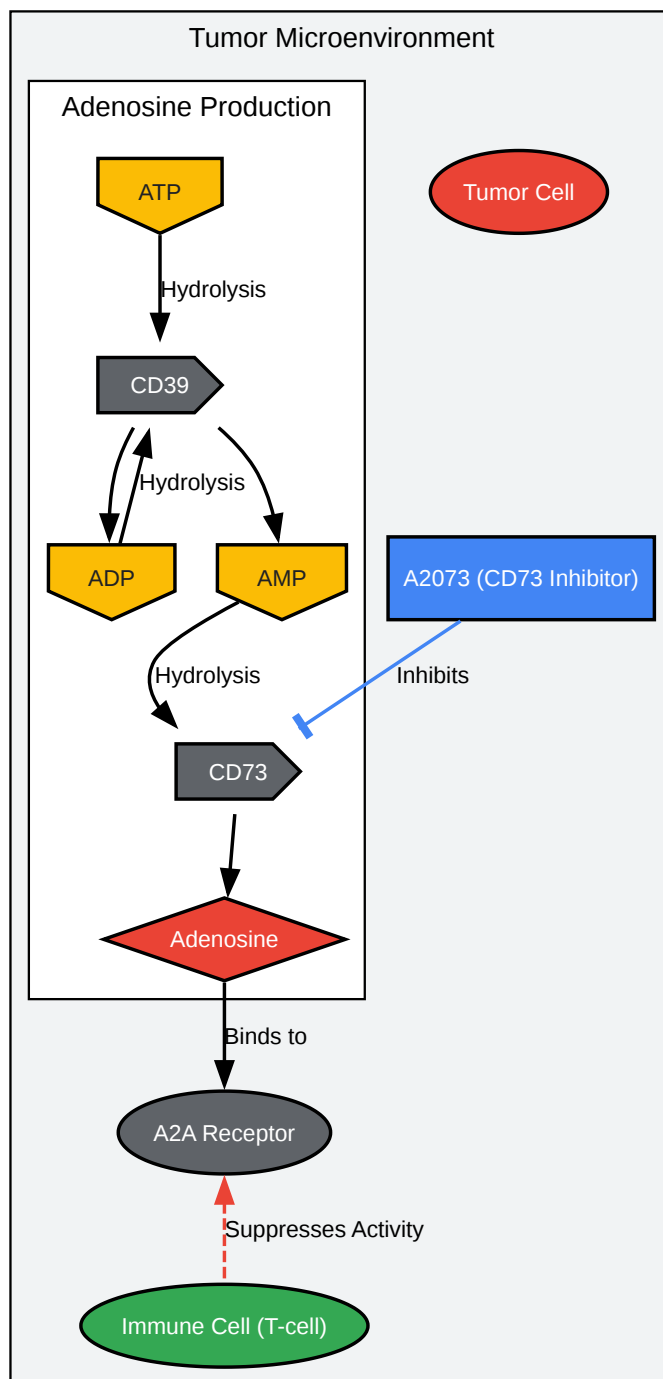 Tumor Microenvironment
Adenosine Production
ATP
Tumor Cell
Hydrolysis
CD39
Hydrolysis
ADP
AMP
A2073 (CD73 Inhibitor)
Hydrolysis
Inhibits
CD73
Adenosine
Binds to
A2A Receptor
Suppresses Activity
Immune Cell (T-cell)